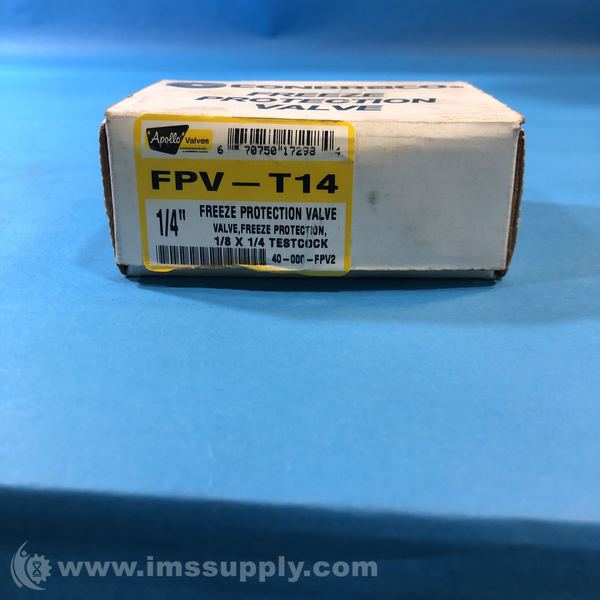 CONBRACO
FREEZE
PROTECTION
VALVE
"Apollo" Valves
6 70750 17298 4
FPV - T14
1/4"
FREEZE PROTECTION VALVE
VALVE, FREEZE PROTECTION,
1/8 X 1/4 TESTCOCK
40-000-FPV2
www.imssupply.com